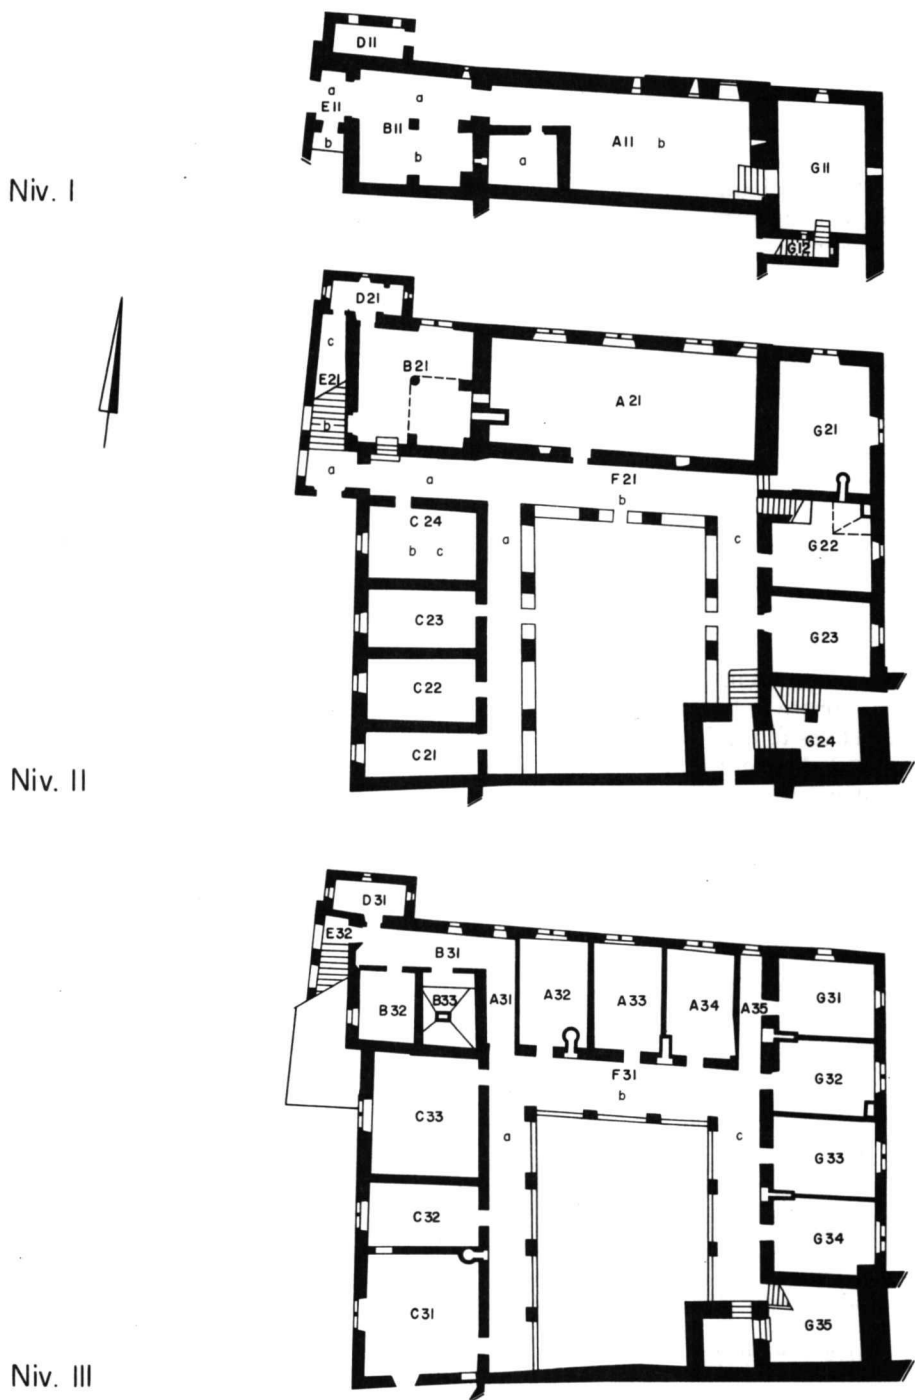 D11
a
E11
a
B11
b
b
a
A11
b
G11
Niv. I
G12
D21
c
B21
E21
b
A21
G21
a
a
F21
b
C24
b c
a
c
G22
C23
G23
C22
C21
G24
Niv. II
D31
E32
B31
B32
B33
A31
A32
A33
A34
A35
G31
F31
b
G32
C33
a
c
G33
C32
G34
C31
G35
Niv. III